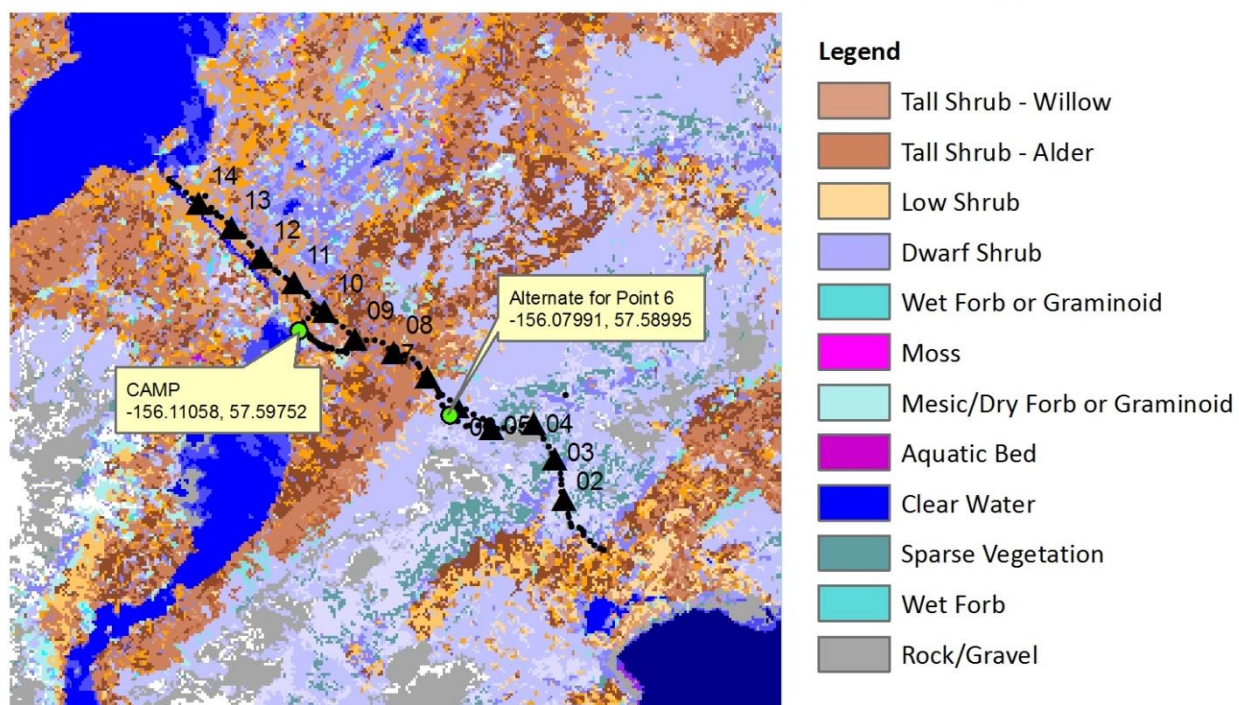 Legend
Tall Shrub - Willow
Tall Shrub - Alder
Low Shrub
Dwarf Shrub
Wet Forb or Graminoid
Moss
Mesic/Dry Forb or Graminoid
Aquatic Bed
Clear Water
Sparse Vegetation
Wet Forb
Rock/Gravel
14
13
12
11
10
09
08
Alternate for Point 6
-156.07991, 57.58995
CAMP
-156.11058, 57.59752
05
04
03
02